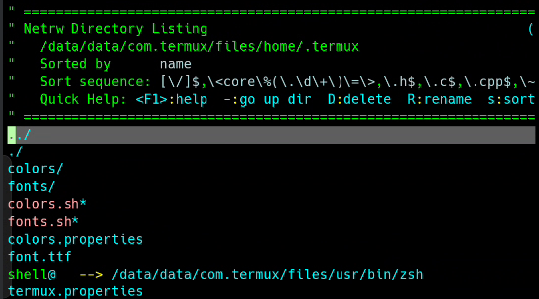 " ============================================================
" Netrw Directory Listing (
"   /data/data/com.termux/files/home/.termux
"   Sorted by      name
"   Sort sequence: [\/]$,\<core\%(\.\d\+\)\=\>,\.h$,\.c$,\.cpp$,\~
"   Quick Help: <F1>:help  -:go up dir  D:delete  R:rename  s:sort
" ============================================================
../
./
colors/
fonts/
colors.sh*
fonts.sh*
colors.properties
font.ttf
shell@   --> /data/data/com.termux/files/usr/bin/zsh
termux.properties